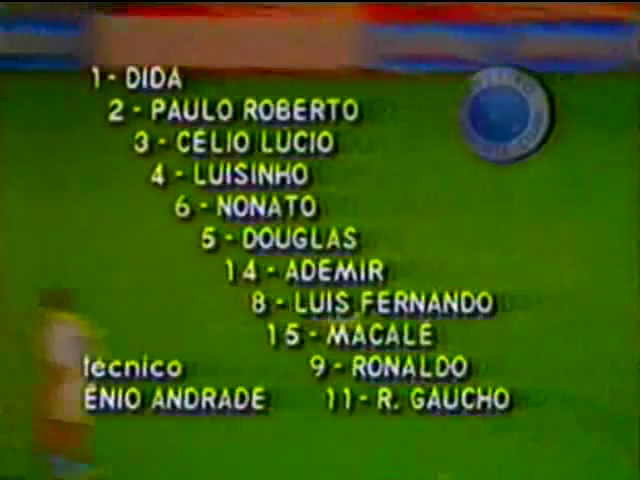 1 - DIDA
2 - PAULO ROBERTO
3 - CÉLIO LÚCIO
4 - LUISINHO
6 - NONATO
5 - DOUGLAS
14 - ADEMIR
8 - LUIS FERNANDO
15 - MACALÉ
técnico 9 - RONALDO
ÊNIO ANDRADE 11 - R. GAÚCHO